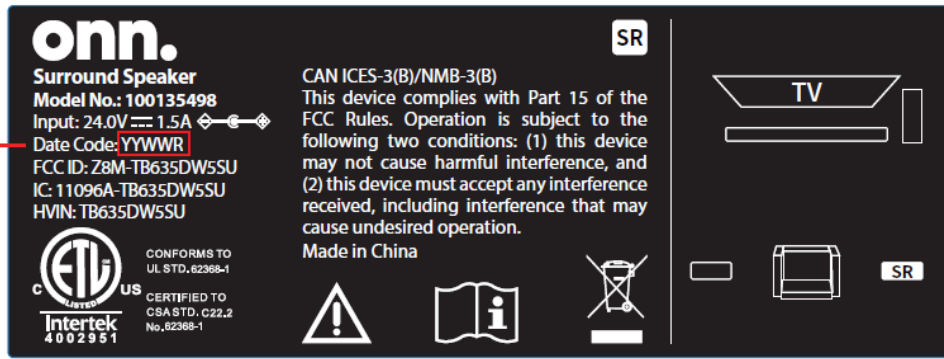 onn.
Surround Speaker
Model No.: 100135498
Input: 24.0V ⎓ 1.5A
Date Code: YYWWR
FCC ID: Z8M-TB635DW5SU
IC: 11096A-TB635DW5SU
HVIN: TB635DW5SU
ETL
LISTED
C US
Intertek
4002951
CONFORMS TO
UL STD. 62368-1
CERTIFIED TO
CSA STD. C22.2
No. 62368-1
SR
CAN ICES-3(B)/NMB-3(B)
This device complies with Part 15 of the
FCC Rules. Operation is subject to the
following two conditions: (1) this device
may not cause harmful interference, and
(2) this device must accept any interference
received, including interference that may
cause undesired operation.
Made in China
TV
SR